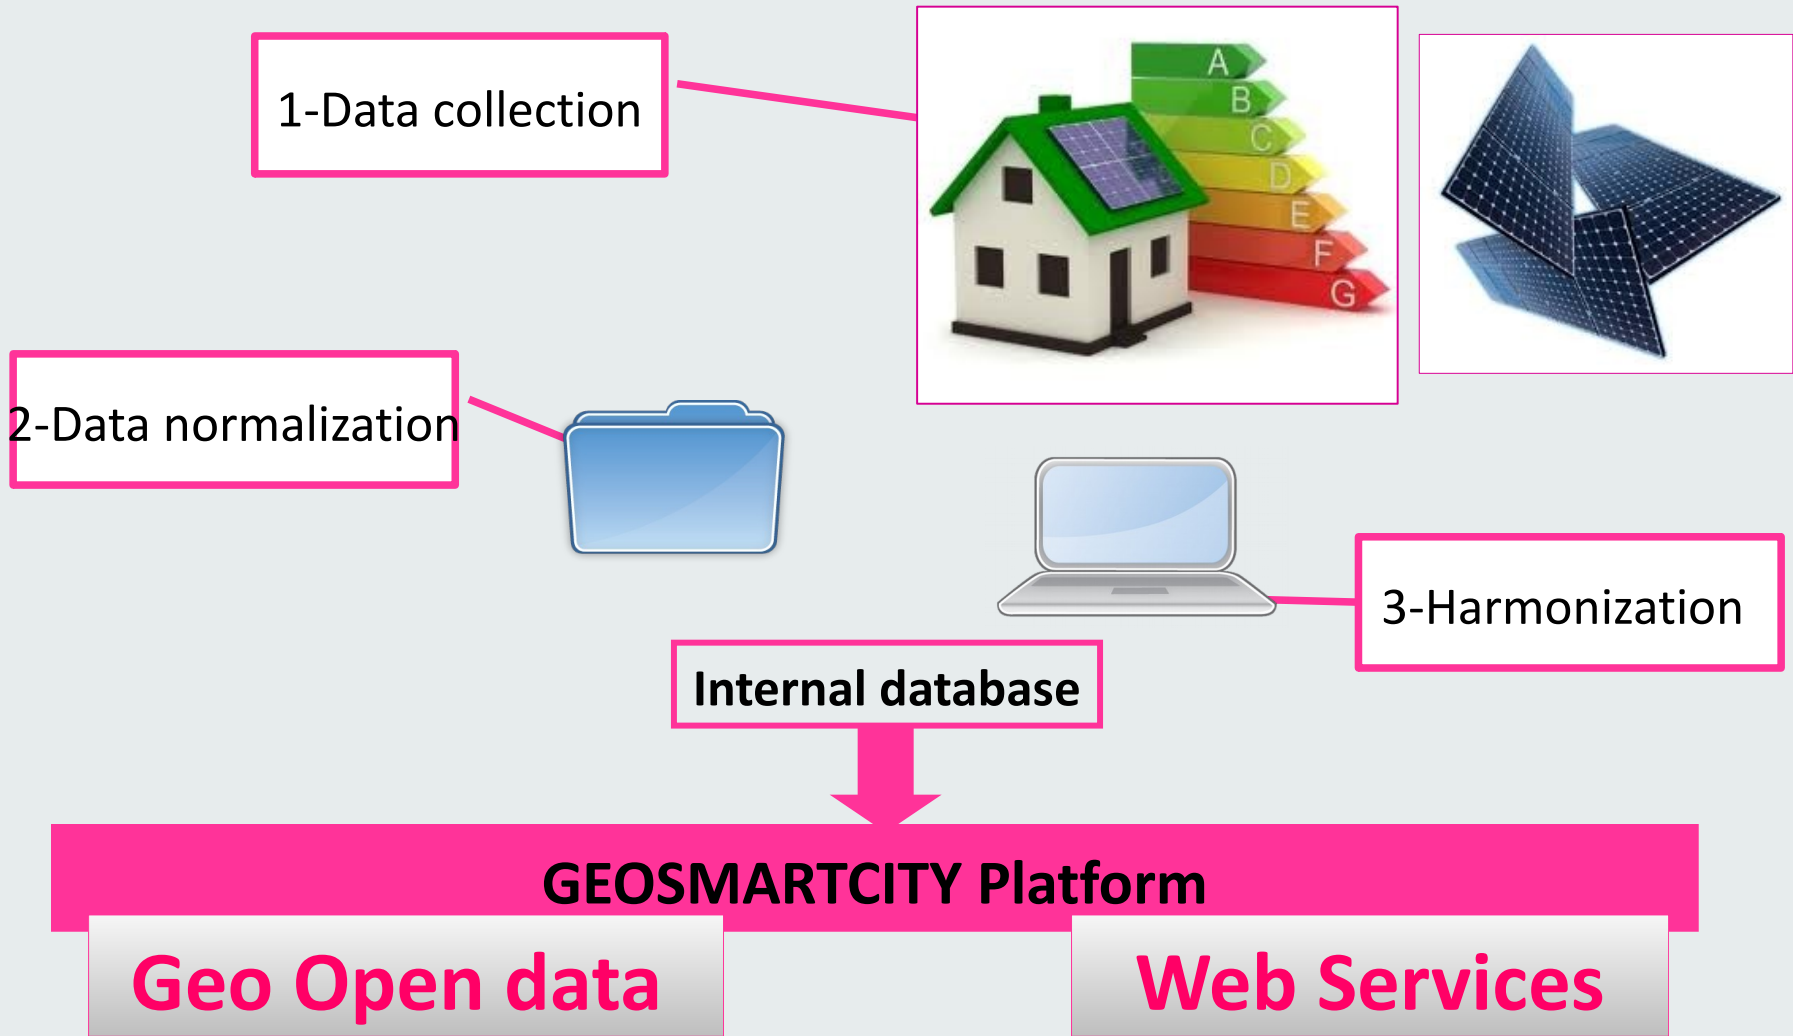 1-Data collection
A
B
C
D
E
F
G
2-Data normalization
3-Harmonization
Internal database
GEOSMARTCITY Platform
Geo Open data
Web Services